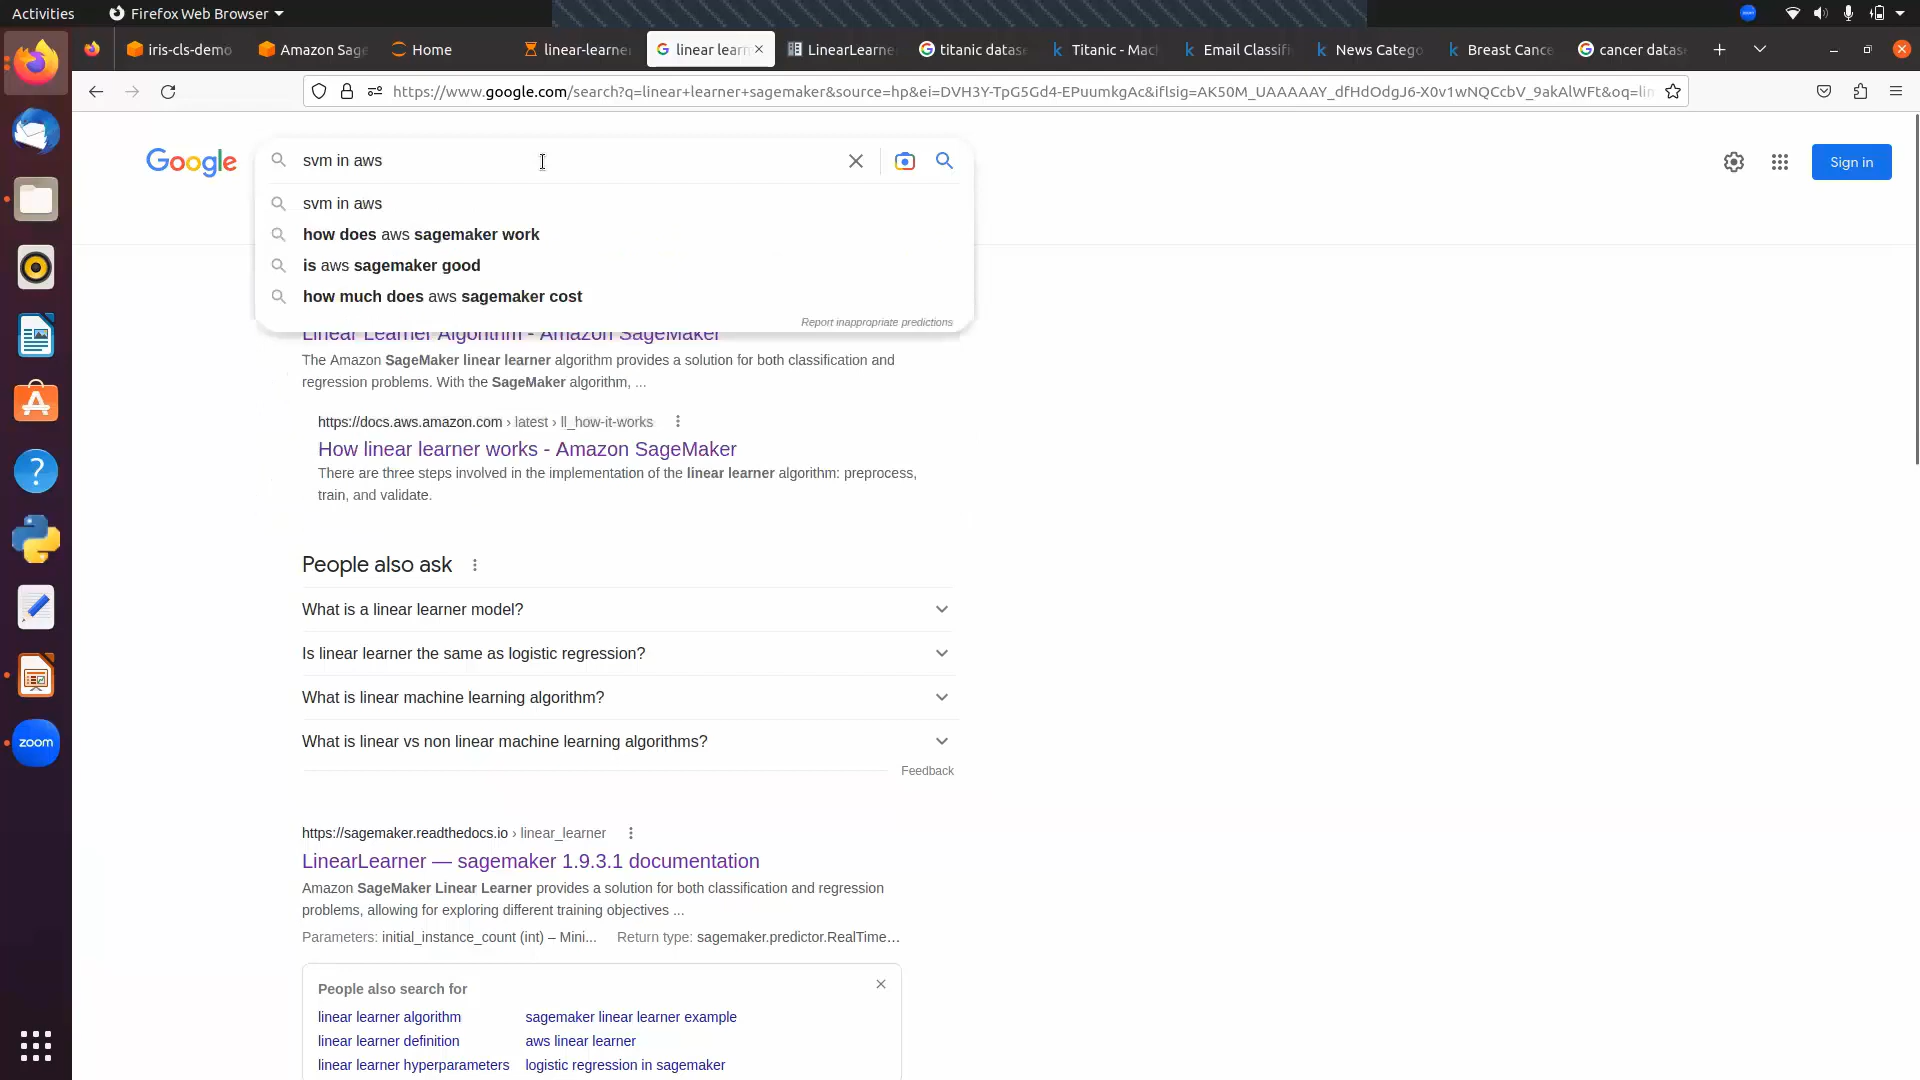 Activities
Firefox Web Browser
iris-cls-demo
Amazon Sag
Home
linear-learne
linear lear
LinearLearne
titanic datas
Titanic - Mac
Email Classif
News Catego
Breast Cance
cancer datas
https://www.google.com/search?q=linear+learner+sagemaker&source=hp&ei=DVH3Y-TpG5Gd4-EPuumkgAc&iflsig=AK50M_UAAAAAY_dfHdOdgJ6-X0v1wNQCcbV_9akAlWFt&oq=lin
Google
svm in aws
Sign in
svm in aws
how does aws sagemaker work
is aws sagemaker good
how much does aws sagemaker cost
Report inappropriate predictions
Linear Learner Algorithm - Amazon SageMaker
The Amazon SageMaker linear learner algorithm provides a solution for both classification and
regression problems. With the SageMaker algorithm, ...
https://docs.aws.amazon.com › latest › ll_how-it-works
How linear learner works - Amazon SageMaker
There are three steps involved in the implementation of the linear learner algorithm: preprocess,
train, and validate.
People also ask
What is a linear learner model?
Is linear learner the same as logistic regression?
What is linear machine learning algorithm?
What is linear vs non linear machine learning algorithms?
Feedback
https://sagemaker.readthedocs.io › linear_learner
LinearLearner — sagemaker 1.9.3.1 documentation
Amazon SageMaker Linear Learner provides a solution for both classification and regression
problems, allowing for exploring different training objectives ...
Parameters: initial_instance_count (int) – Mini... Return type: sagemaker.predictor.RealTime...
People also search for
linear learner algorithm
sagemaker linear learner example
linear learner definition
aws linear learner
linear learner hyperparameters
logistic regression in sagemaker
zoom